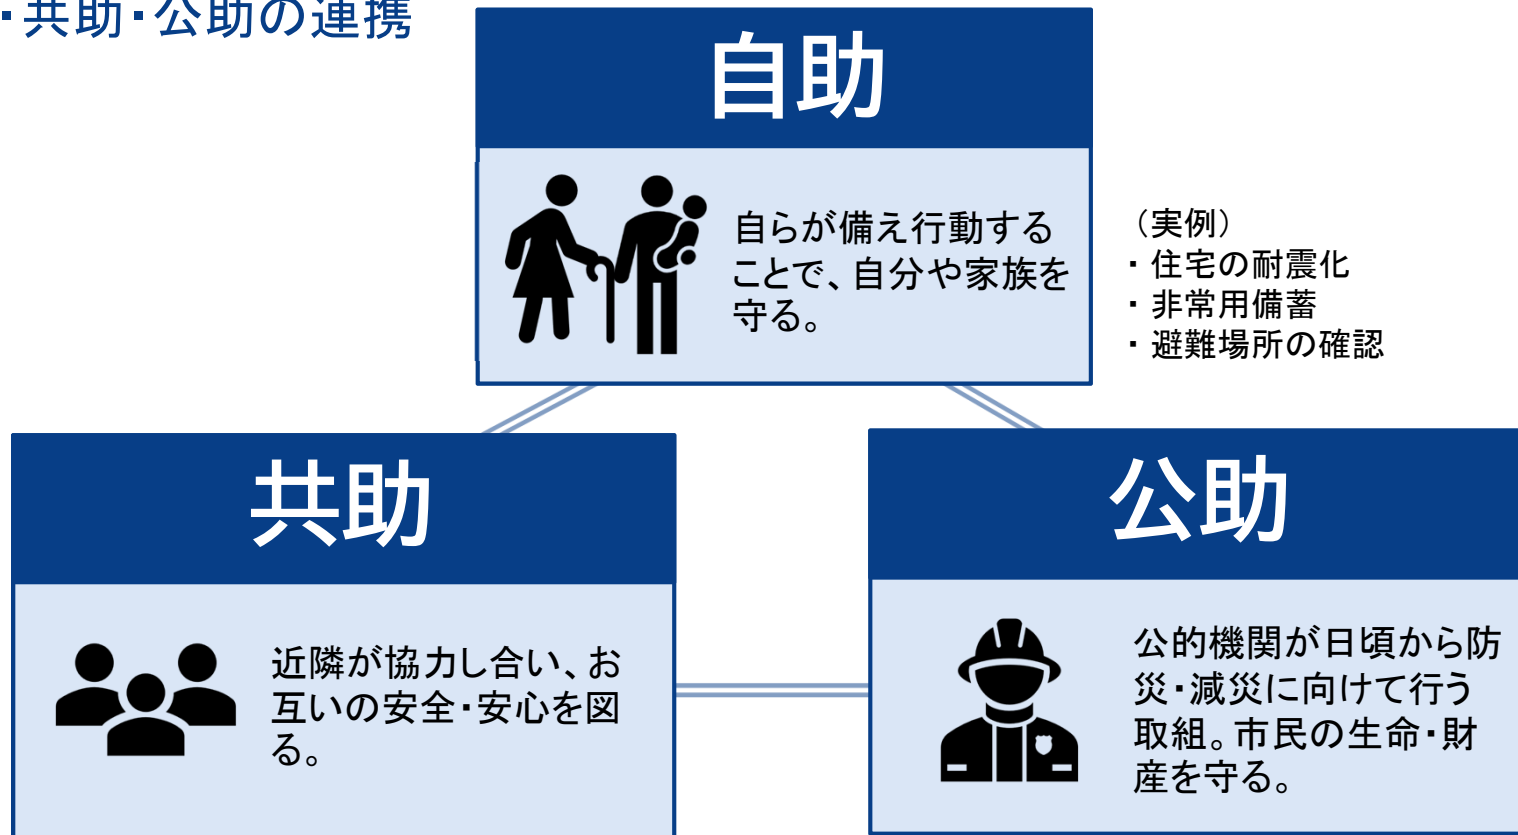 ・共助・公助の連携
自助
自らが備え行動する
ことで、自分や家族を
守る。
（実例）
・住宅の耐震化
・非常用備蓄
・避難場所の確認
共助
近隣が協力し合い、お
互いの安全・安心を図
る。
公助
公的機関が日頃から防
災・減災に向けて行う
取組。市民の生命・財
産を守る。